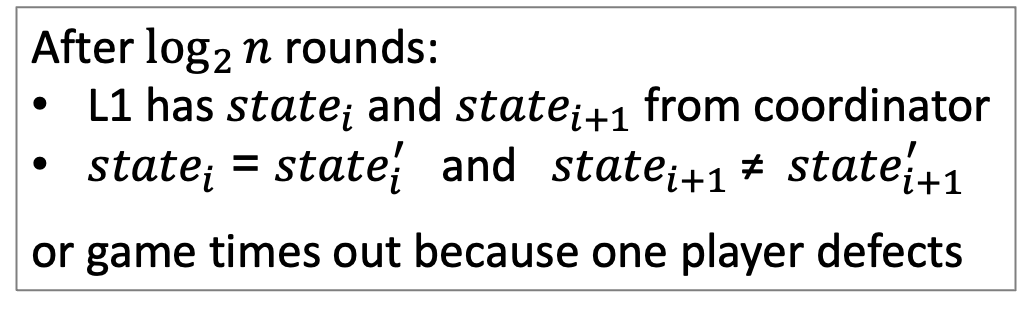 After log₂ n rounds:
• L1 has stateᵢ and stateᵢ₊₁ from coordinator
• stateᵢ = state′ᵢ and stateᵢ₊₁ ≠ state′ᵢ₊₁
or game times out because one player defects